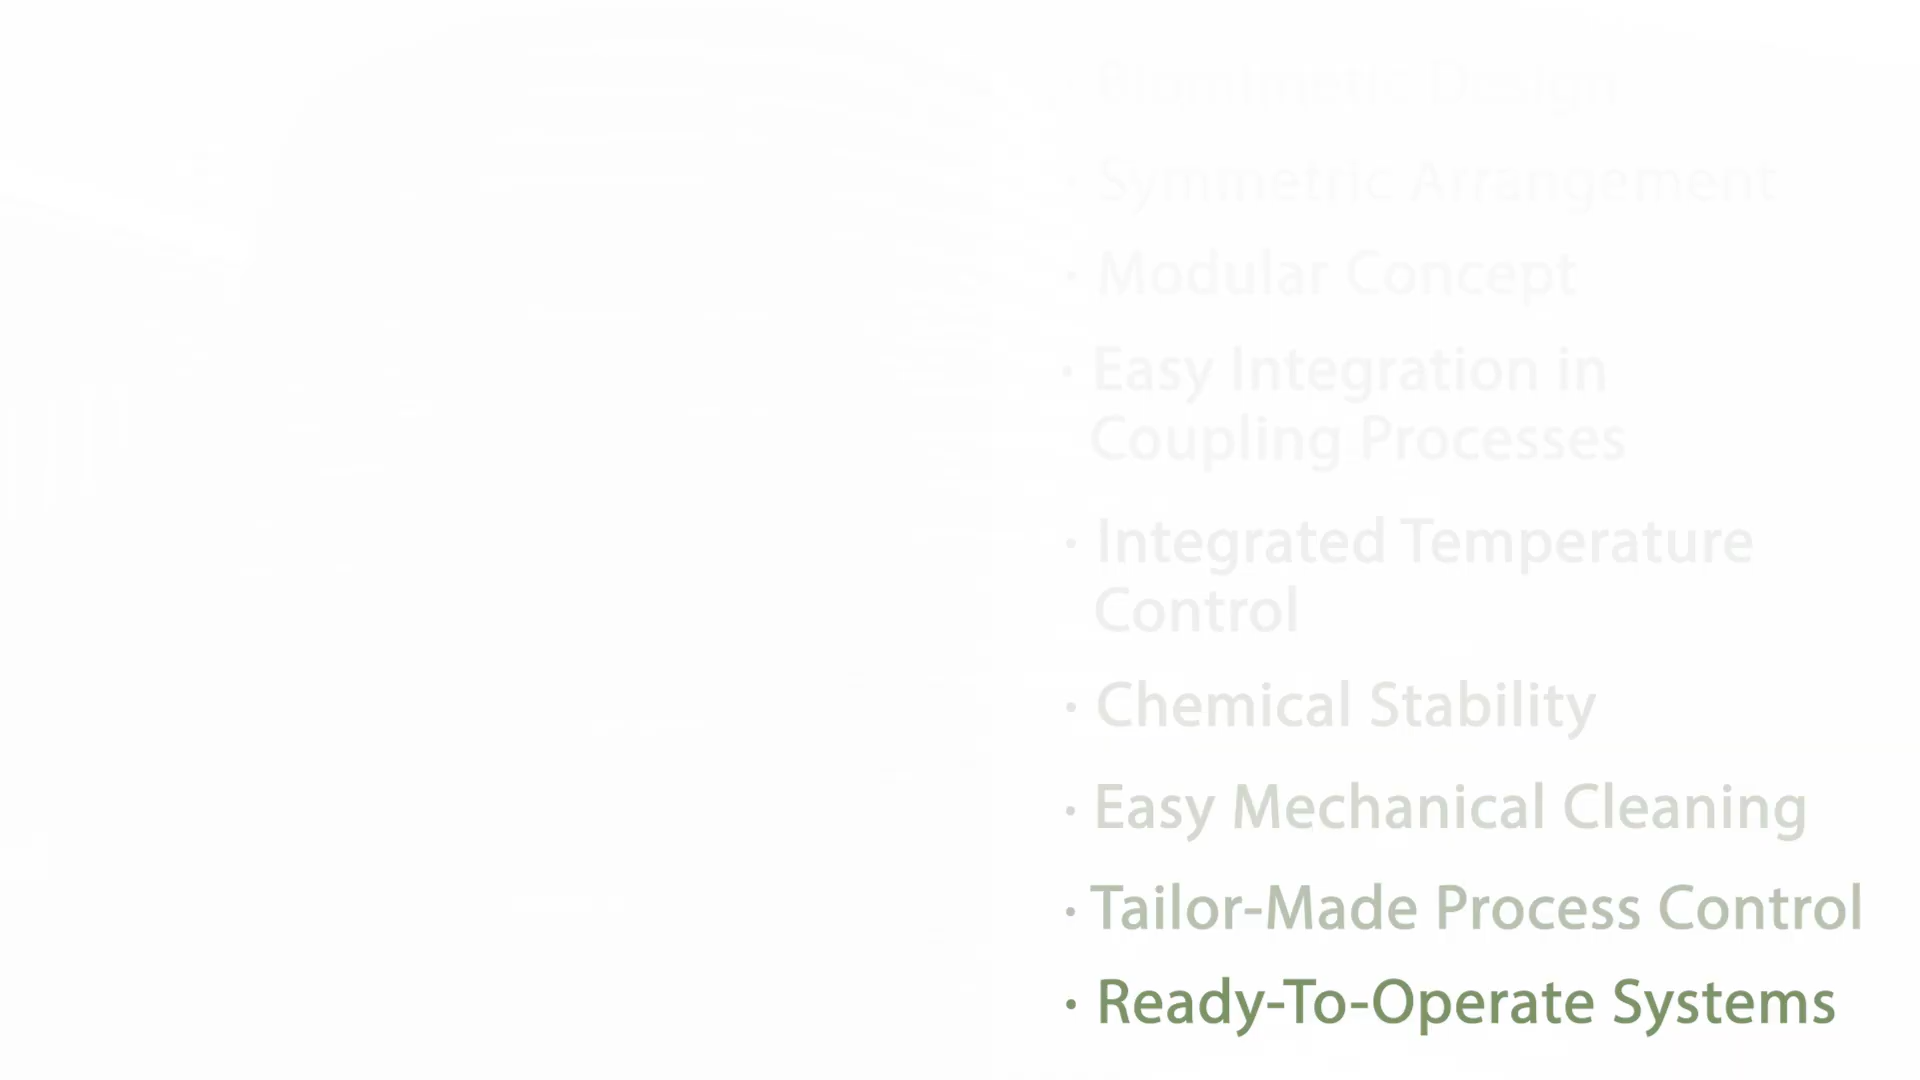 · Biomimetic Design
· Symmetric Arrangement
· Modular Concept
· Easy Integration in
Coupling Processes
· Integrated Temperature
Control
· Chemical Stability
· Easy Mechanical Cleaning
· Tailor-Made Process Control
· Ready-To-Operate Systems